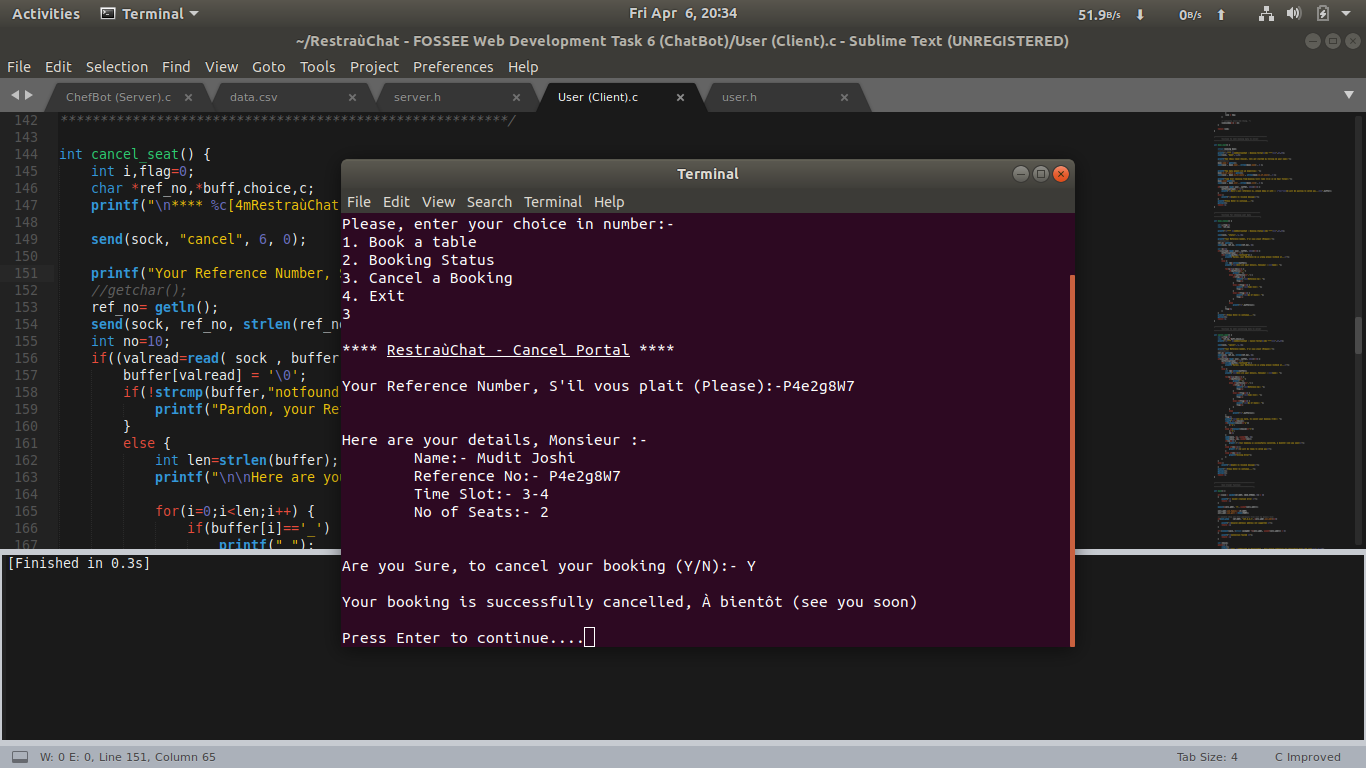 Activities Terminal Fri Apr 6, 20:34 51.9B/s 0B/s
~/RestraùChat - FOSSEE Web Development Task 6 (ChatBot)/User (Client).c - Sublime Text (UNREGISTERED)
File Edit Selection Find View Goto Tools Project Preferences Help
ChefBot (Server).c data.csv server.h User (Client).c user.h
142 ********************************************************/
143
144 int cancel_seat() {
145 int i,flag=0;
146 char *ref_no,*buff,choice,c;
147 printf("\n**** %c[4mRestraùChat
148
149 send(sock, "cancel", 6, 0);
150
151 printf("Your Reference Number, S
152 //getchar();
153 ref_no= getln();
154 send(sock, ref_no, strlen(ref_no
155 int no=10;
156 if((valread=read( sock , buffer
157 buffer[valread] = '\0';
158 if(!strcmp(buffer,"notfound
159 printf("Pardon, your Re
160 }
161 else {
162 int len=strlen(buffer);
163 printf("\n\nHere are you
164
165 for(i=0;i<len;i++) {
166 if(buffer[i]=='_')
167 printf(" ");
Terminal
File Edit View Search Terminal Help
Please, enter your choice in number:-
1. Book a table
2. Booking Status
3. Cancel a Booking
4. Exit
3
**** RestraùChat - Cancel Portal ****
Your Reference Number, S'il vous plait (Please):-P4e2g8W7
Here are your details, Monsieur :-
Name:- Mudit Joshi
Reference No:- P4e2g8W7
Time Slot:- 3-4
No of Seats:- 2
Are you Sure, to cancel your booking (Y/N):- Y
Your booking is successfully cancelled, À bientôt (see you soon)
Press Enter to continue....
[Finished in 0.3s]
W: 0 E: 0, Line 151, Column 65 Tab Size: 4 C Improved